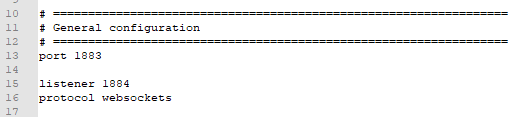 10 # =================================================================
11 # General configuration
12 # =================================================================
13 port 1883
14
15 listener 1884
16 protocol websockets
17